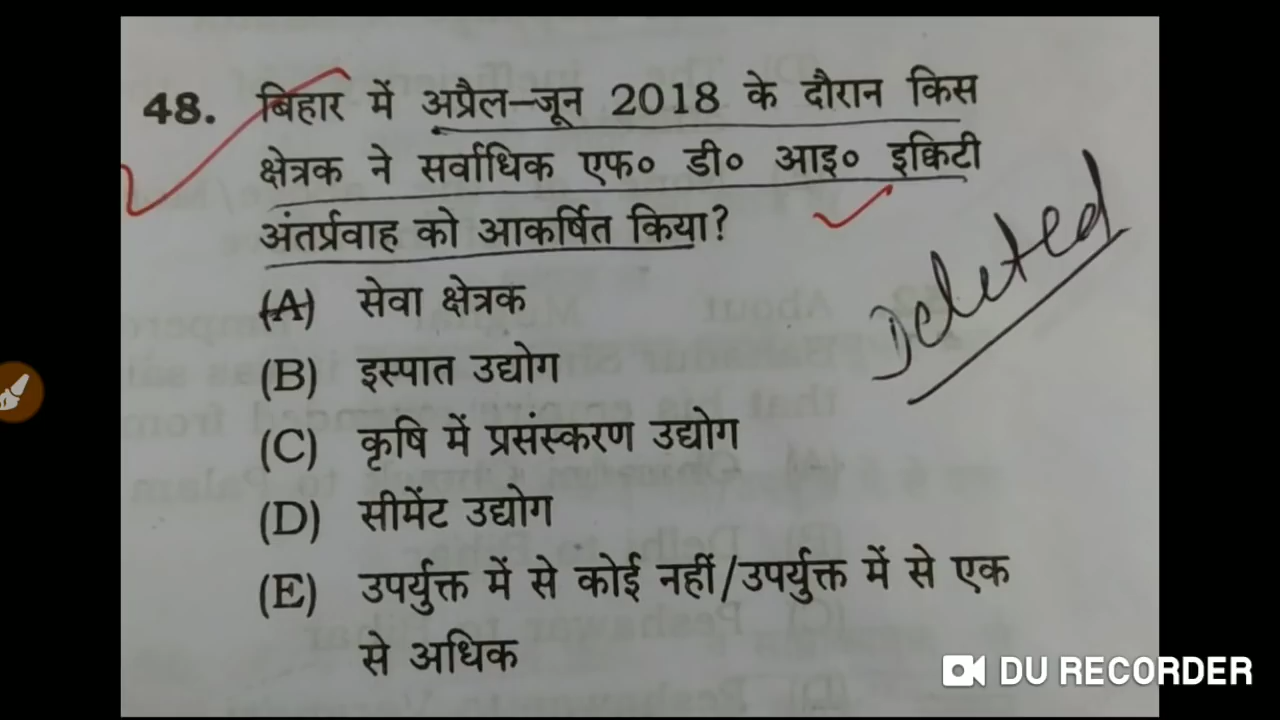 48. बिहार में अप्रैल-जून 2018 के दौरान किस
क्षेत्रक ने सर्वाधिक एफ० डी० आइ० इक्विटी
अंतर्प्रवाह को आकर्षित किया?
Deleted
(A) सेवा क्षेत्रक
(B) इस्पात उद्योग
(C) कृषि में प्रसंस्करण उद्योग
(D) सीमेंट उद्योग
(E) उपर्युक्त में से कोई नहीं/उपर्युक्त में से एक
से अधिक
DU RECORDER